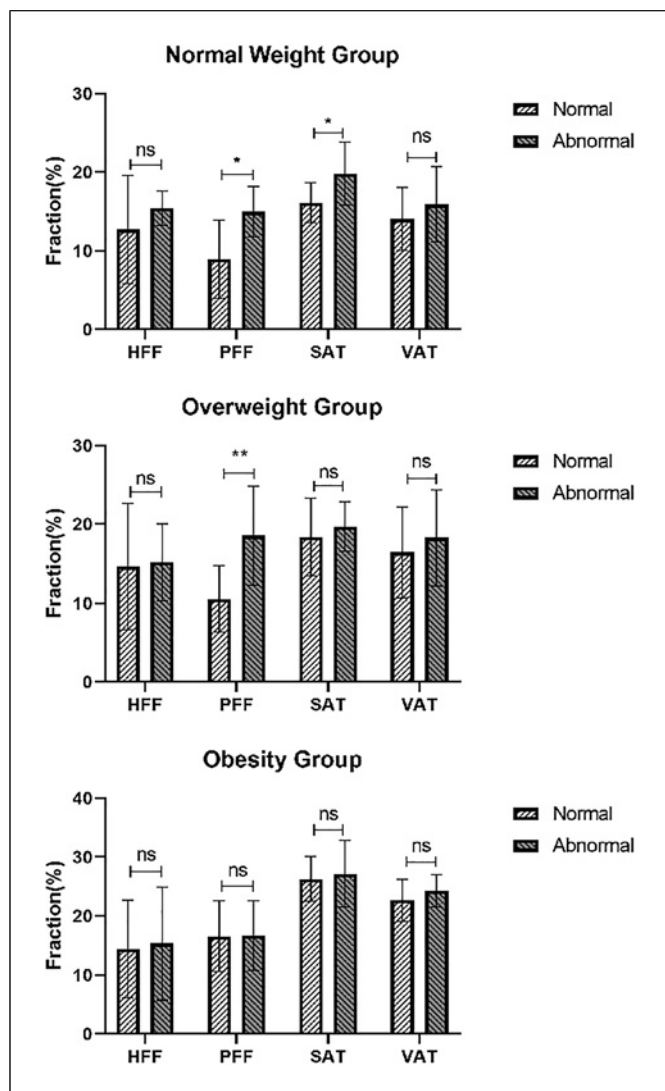 Normal Weight Group
30
20
10
0
Fraction(%)
ns
*
*
ns
HFF PFF SAT VAT
Normal
Abnormal
Overweight Group
30
20
10
0
Fraction(%)
ns
**
ns
ns
HFF PFF SAT VAT
Normal
Abnormal
Obesity Group
40
30
20
10
0
Fraction(%)
ns
ns
ns
ns
HFF PFF SAT VAT
Normal
Abnormal